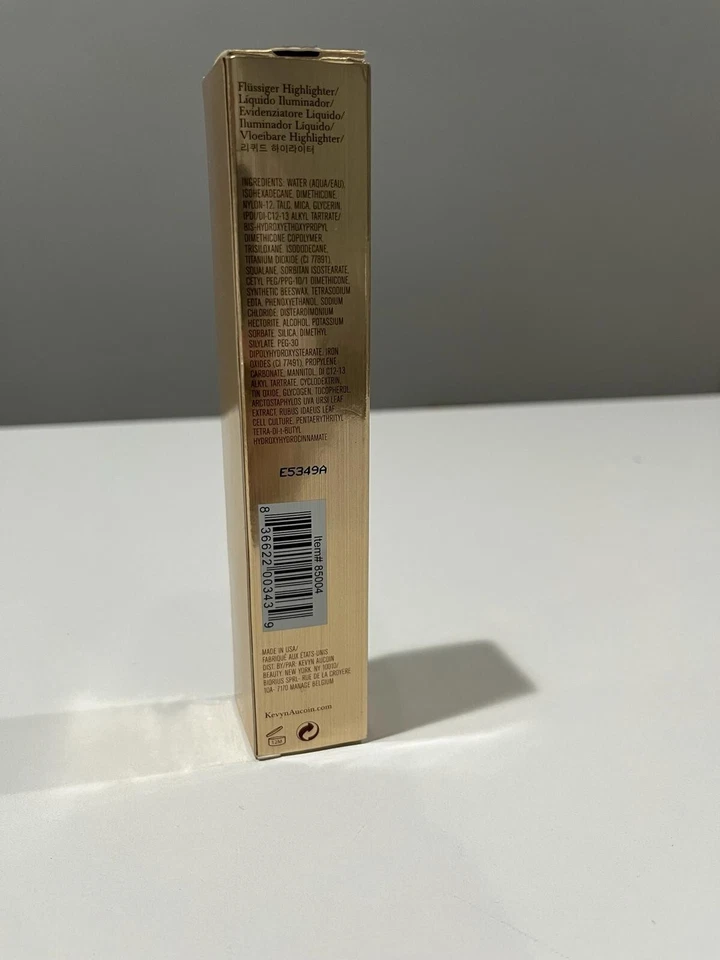 Flüssiger Highlighter/
Líquido Iluminador/
Evidenziatore Liquido/
Iluminador Líquido/
Vloeibare Highlighter/
리퀴드 하이라이터
INGREDIENTS: WATER (AQUA/EAU),
ISOHEXADECANE, DIMETHICONE,
NYLON-12, TALC, MICA, GLYCERIN,
IPDI/DI-C12-13 ALKYL TARTRATE/
BIS-HYDROXYETHOXYPROPYL
DIMETHICONE COPOLYMER,
TRISILOXANE, ISODODECANE,
TITANIUM DIOXIDE (CI 77891),
SQUALANE, SORBITAN ISOSTEARATE,
CETYL PEG/PPG-10/1 DIMETHICONE,
SYNTHETIC BEESWAX, TETRASODIUM
EDTA, PHENOXYETHANOL, SODIUM
CHLORIDE, DISTEARDIMONIUM
HECTORITE, ALCOHOL, POTASSIUM
SORBATE, SILICA, DIMETHYL
SILYLATE, PEG-30
DIPOLYHYDROXYSTEARATE, IRON
OXIDES (CI 77491), PROPYLENE
CARBONATE, MANNITOL, DI C12-13
ALKYL TARTRATE, CYCLODEXTRIN,
TIN OXIDE, GLYCOGEN, TOCOPHEROL,
ARCTOSTAPHYLOS UVA URSI LEAF
EXTRACT, RUBUS IDAEUS LEAF
CELL CULTURE, PENTAERYTHRITYL
TETRA-DI-t-BUTYL
HYDROXYHYDROCINNAMATE
E5349A
Item# 85004
8 36622 00343 9
MADE IN USA/
FABRIQUÉ AUX ÉTATS-UNIS
DIST. BY/PAR: KEVYN AUCOIN
BEAUTY, NEW YORK, NY 10010/
BIORIUS SPRL - RUE DE LA CROYERE
10A - 7170 MANAGE BELGIUM
KevynAucoin.com
12M